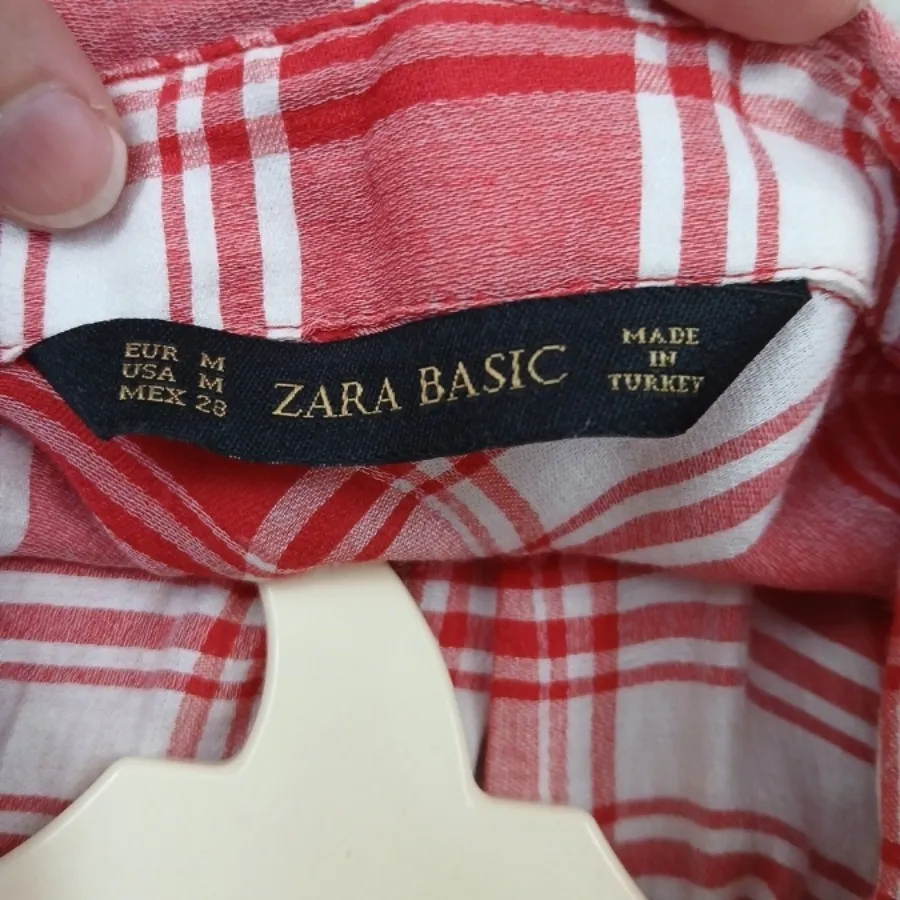 EUR M
USA M
MEX 28
ZARA BASIC
MADE
IN
TURKEY